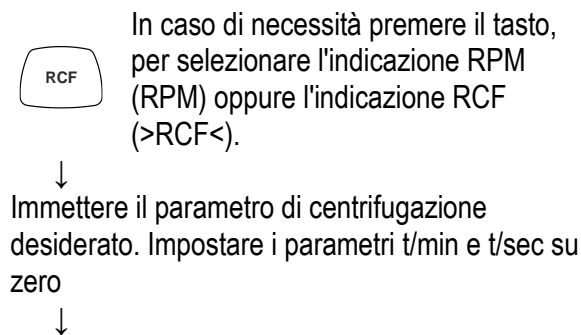 In caso di necessità premere il tasto,
per selezionare l'indicazione RPM
RCF
(RPM) oppure l'indicazione RCF
(>RCF<).
↓
Immettere il parametro di centrifugazione
desiderato. Impostare i parametri t/min e t/sec su
zero
↓